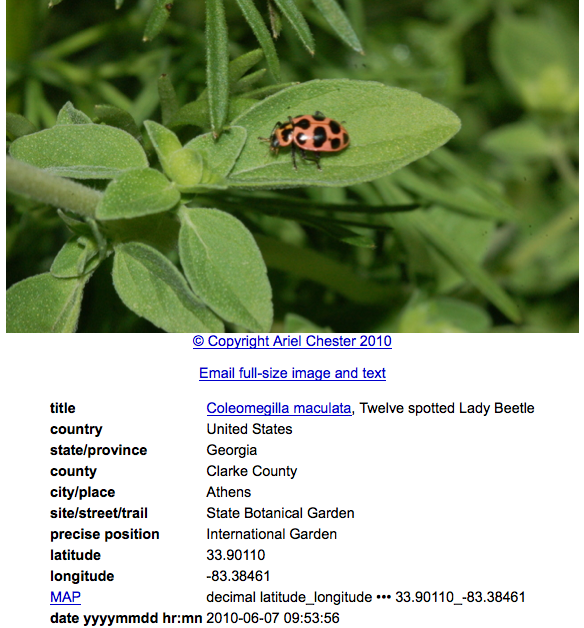 © Copyright Ariel Chester 2010
Email full-size image and text
title Coleomegilla maculata, Twelve spotted Lady Beetle
country United States
state/province Georgia
county Clarke County
city/place Athens
site/street/trail State Botanical Garden
precise position International Garden
latitude 33.90110
longitude -83.38461
MAP decimal latitude_longitude ••• 33.90110_-83.38461
date yyyymmdd hr:mn 2010-06-07 09:53:56